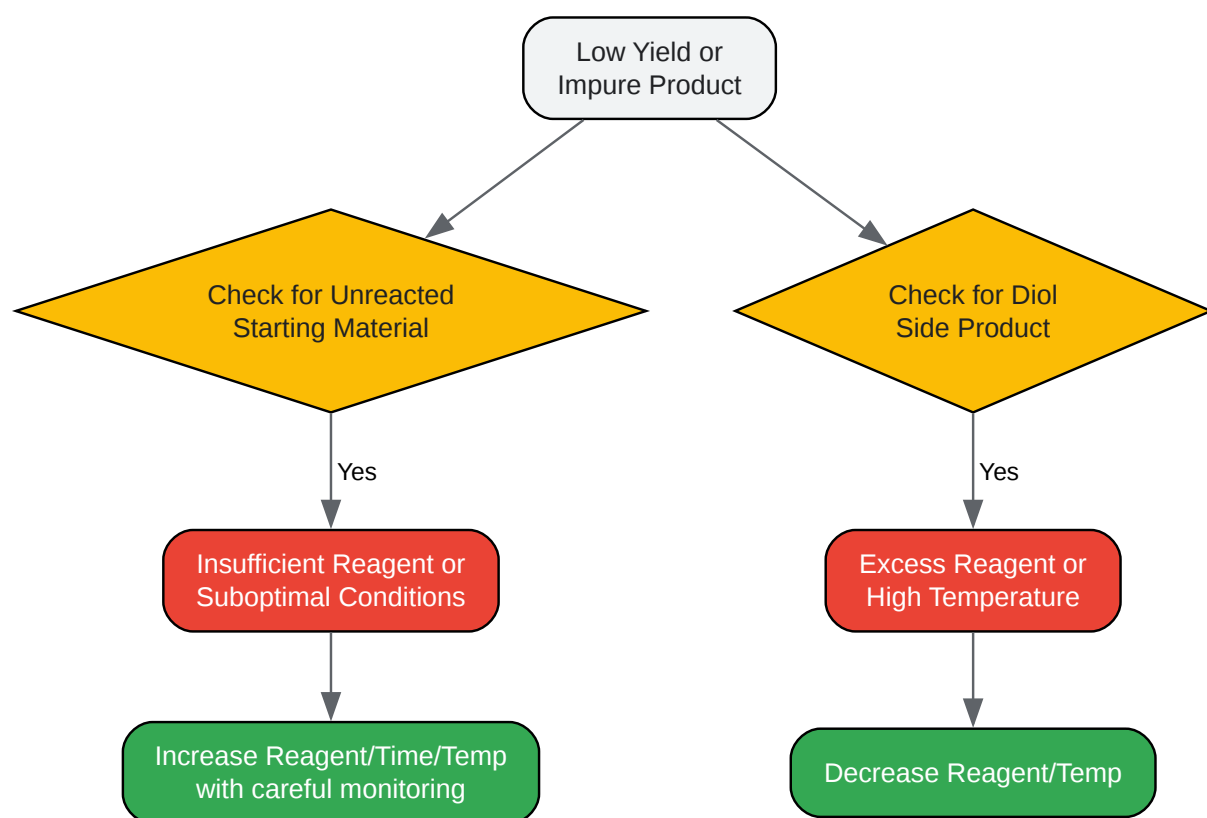 Low Yield or
Impure Product
Check for Unreacted
Starting Material
Check for Diol
Side Product
Yes
Yes
Insufficient Reagent or
Suboptimal Conditions
Excess Reagent or
High Temperature
Increase Reagent/Time/Temp
with careful monitoring
Decrease Reagent/Temp